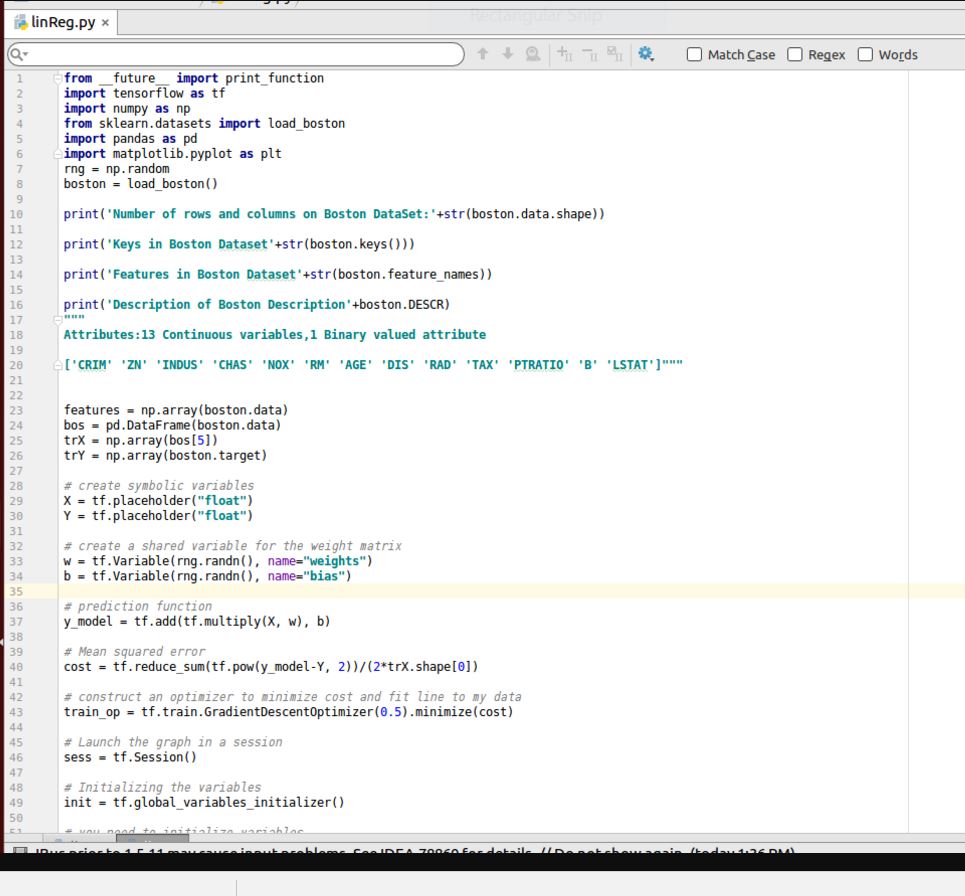 Rectangular Snip
linReg.py ×
Match Case Regex Words
1 from __future__ import print_function
2 import tensorflow as tf
3 import numpy as np
4 from sklearn.datasets import load_boston
5 import pandas as pd
6 import matplotlib.pyplot as plt
7 rng = np.random
8 boston = load_boston()
9
10 print('Number of rows and columns on Boston DataSet:'+str(boston.data.shape))
11
12 print('Keys in Boston Dataset'+str(boston.keys()))
13
14 print('Features in Boston Dataset'+str(boston.feature_names))
15
16 print('Description of Boston Description'+boston.DESCR)
17 """
18 Attributes:13 Continuous variables,1 Binary valued attribute
19
20 ['CRIM' 'ZN' 'INDUS' 'CHAS' 'NOX' 'RM' 'AGE' 'DIS' 'RAD' 'TAX' 'PTRATIO' 'B' 'LSTAT']"""
21
22
23 features = np.array(boston.data)
24 bos = pd.DataFrame(boston.data)
25 trX = np.array(bos[5])
26 trY = np.array(boston.target)
27
28 # create symbolic variables
29 X = tf.placeholder("float")
30 Y = tf.placeholder("float")
31
32 # create a shared variable for the weight matrix
33 w = tf.Variable(rng.randn(), name="weights")
34 b = tf.Variable(rng.randn(), name="bias")
35
36 # prediction function
37 y_model = tf.add(tf.multiply(X, w), b)
38
39 # Mean squared error
40 cost = tf.reduce_sum(tf.pow(y_model-Y, 2))/(2*trX.shape[0])
41
42 # construct an optimizer to minimize cost and fit line to my data
43 train_op = tf.train.GradientDescentOptimizer(0.5).minimize(cost)
44
45 # Launch the graph in a session
46 sess = tf.Session()
47
48 # Initializing the variables
49 init = tf.global_variables_initializer()
50
51 # you need to initialize variables
IBus prior to 1.5.11 may cause input problems. See IDEA-78860 for details. // Do not show again (today 1:36 PM)